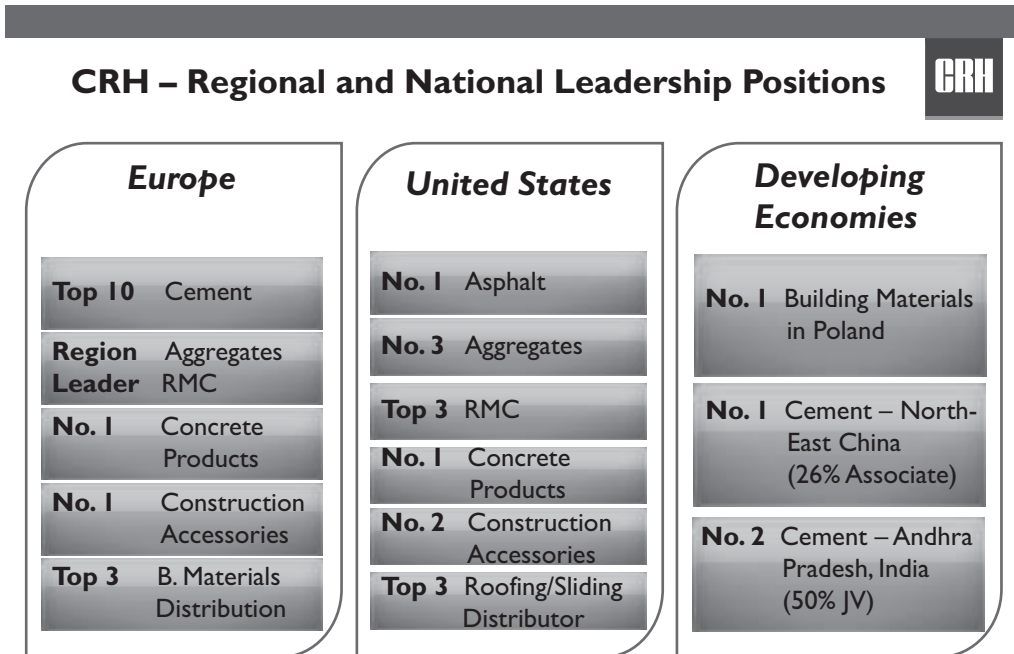 CRH – Regional and National Leadership Positions
CRH
Europe
Top 10 Cement
Region Aggregates
Leader RMC
No. 1 Concrete
Products
No. 1 Construction
Accessories
Top 3 B. Materials
Distribution
United States
No. 1 Asphalt
No. 3 Aggregates
Top 3 RMC
No. 1 Concrete
Products
No. 2 Construction
Accessories
Top 3 Roofing/Sliding
Distributor
Developing
Economies
No. 1 Building Materials
in Poland
No. 1 Cement – North-
East China
(26% Associate)
No. 2 Cement – Andhra
Pradesh, India
(50% JV)